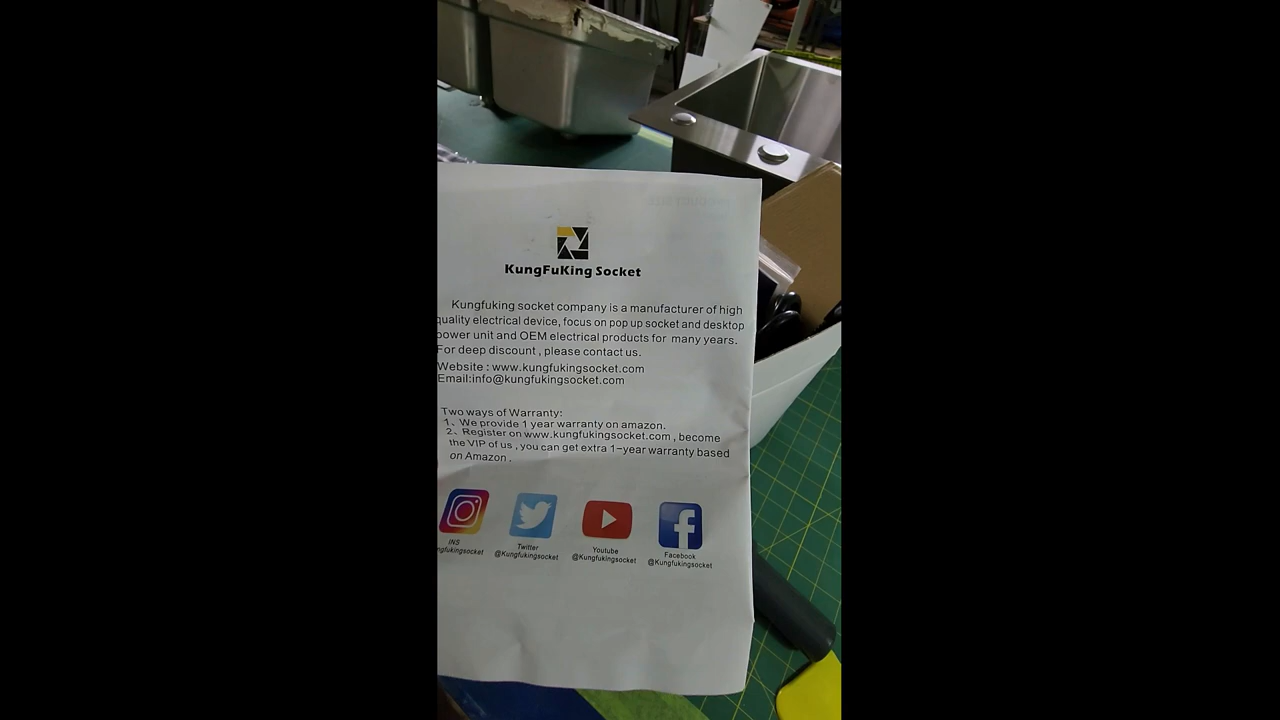 KungFuKing Socket
Kungfuking socket company is a manufacturer of high
quality electrical device, focus on pop up socket and desktop
power unit and OEM electrical products for many years.
For deep discount , please contact us.
Website : www.kungfukingsocket.com
Email:info@kungfukingsocket.com
Two ways of Warranty:
1、We provide 1 year warranty on amazon.
2、Register on www.kungfukingsocket.com , become
the VIP of us , you can get extra 1-year warranty based
on Amazon .
INS
ngfukingsocket
Twitter
@Kungfukingsocket
Youtube
@Kungfukingsocket
Facebook
@Kungfukingsocket